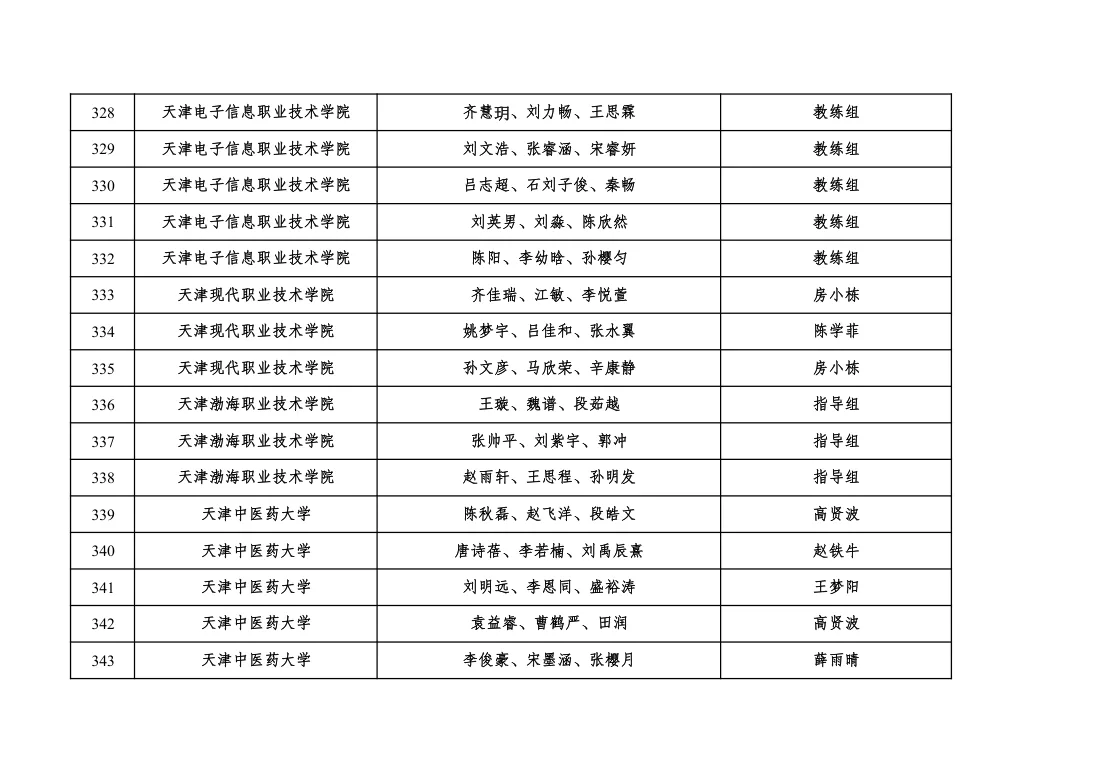 328 天津电子信息职业技术学院 齐慧玥、刘力畅、王思霖 教练组
329 天津电子信息职业技术学院 刘文浩、张睿涵、宋睿妍 教练组
330 天津电子信息职业技术学院 吕志超、石刘子俊、秦畅 教练组
331 天津电子信息职业技术学院 刘英男、刘淼、陈欣然 教练组
332 天津电子信息职业技术学院 陈阳、李幼晗、孙樱匀 教练组
333 天津现代职业技术学院 齐佳瑞、江敏、李悦萱 房小栋
334 天津现代职业技术学院 姚梦宇、吕佳和、张水翼 陈学菲
335 天津现代职业技术学院 孙文彦、马欣荣、辛康静 房小栋
336 天津渤海职业技术学院 王璇、魏谱、段茹越 指导组
337 天津渤海职业技术学院 张帅平、刘紫宇、郭冲 指导组
338 天津渤海职业技术学院 赵雨轩、王思程、孙明发 指导组
339 天津中医药大学 陈秋磊、赵飞洋、段皓文 高贤波
340 天津中医药大学 唐诗蓓、李若楠、刘禹辰熹 赵铁牛
341 天津中医药大学 刘明远、李恩同、盛裕涛 王梦阳
342 天津中医药大学 袁益睿、曹鹤严、田润 高贤波
343 天津中医药大学 李俊豪、宋墨涵、张樱月 薛雨晴